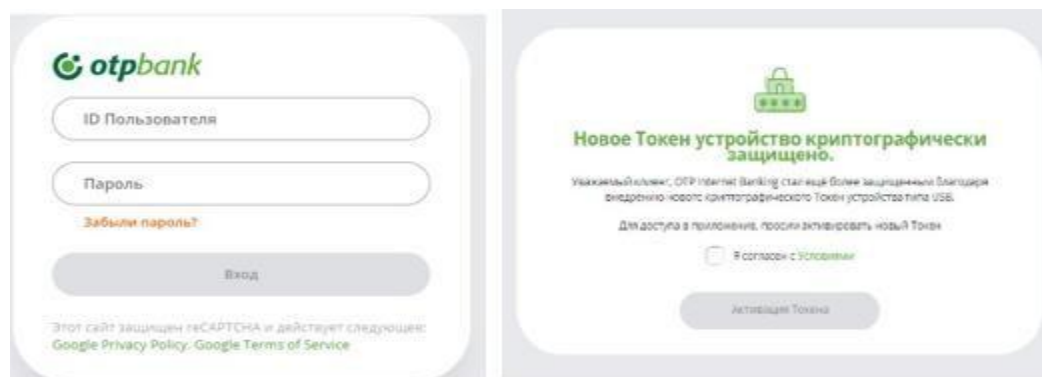 otpbank
ID Пользователя
Пароль
Забыли пароль?
Вход
Этот сайт защищен reCAPTCHA и действует следующее:
Google Privacy Policy. Google Terms of Service
Новое Токен устройство криптографически
защищено.
Уважаемый клиент, OTP Internet Banking стал ещё более защищенным благодаря
внедрению нового криптографического Токен устройства типа USB.
Для доступа в приложение, просим активировать новый Токен
Я согласен с Условиями
Активация Токена